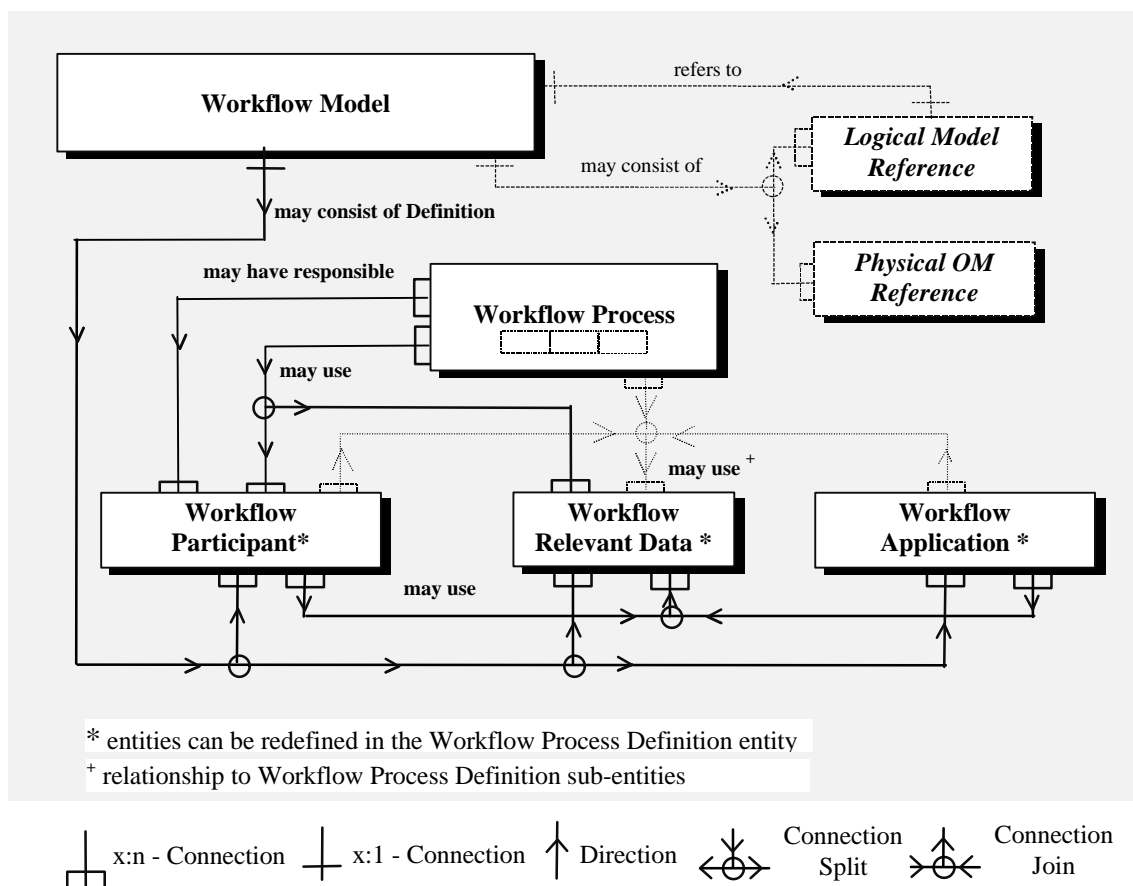 refers to
Workflow Model
Logical Model
Reference
may consist of
may consist of Definition
may have responsible
Physical OM
Reference
Workflow Process
may use
may use +
Workflow
Participant*
Workflow
Relevant Data *
Workflow
Application *
may use
* entities can be redefined in the Workflow Process Definition entity
+ relationship to Workflow Process Definition sub-entities
x:n - Connection
x:1 - Connection
Direction
Connection
Split
Connection
Join